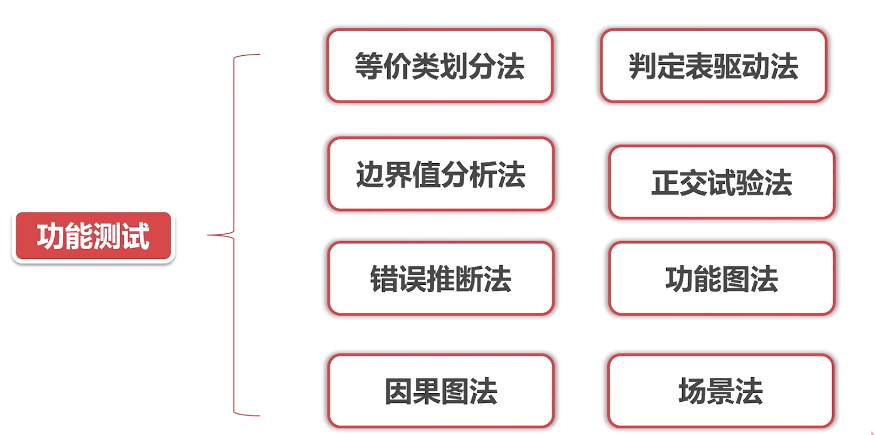 功能测试
等价类划分法
判定表驱动法
边界值分析法
正交试验法
错误推断法
功能图法
因果图法
场景法